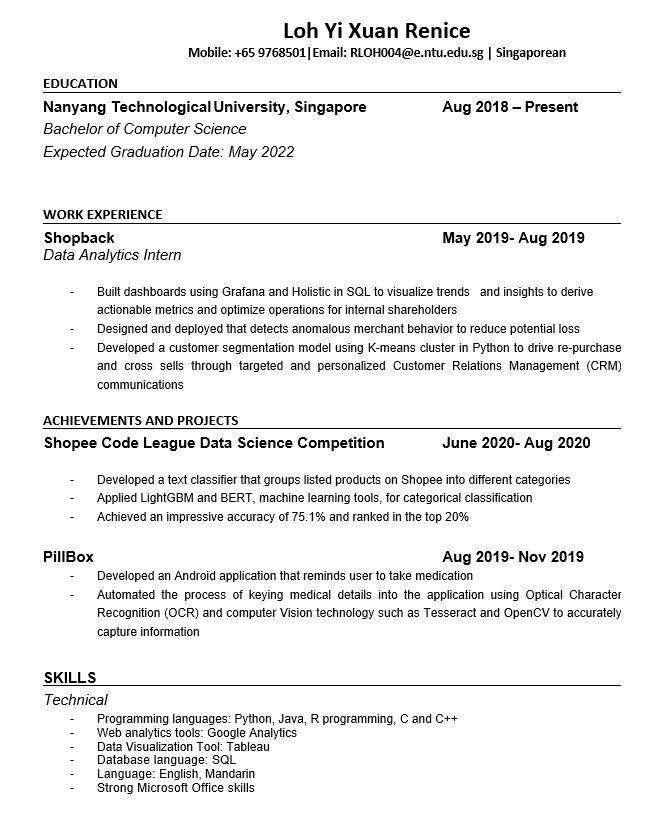 Loh Yi Xuan Renice
Mobile: +65 9768501|Email: RLOH004@e.ntu.edu.sg | Singaporean
EDUCATION
Nanyang Technological University, Singapore Aug 2018 – Present
Bachelor of Computer Science
Expected Graduation Date: May 2022
WORK EXPERIENCE
Shopback May 2019- Aug 2019
Data Analytics Intern
- Built dashboards using Grafana and Holistic in SQL to visualize trends and insights to derive
actionable metrics and optimize operations for internal shareholders
- Designed and deployed that detects anomalous merchant behavior to reduce potential loss
- Developed a customer segmentation model using K-means cluster in Python to drive re-purchase
and cross sells through targeted and personalized Customer Relations Management (CRM)
communications
ACHIEVEMENTS AND PROJECTS
Shopee Code League Data Science Competition June 2020- Aug 2020
- Developed a text classifier that groups listed products on Shopee into different categories
- Applied LightGBM and BERT, machine learning tools, for categorical classification
- Achieved an impressive accuracy of 75.1% and ranked in the top 20%
PillBox Aug 2019- Nov 2019
- Developed an Android application that reminds user to take medication
- Automated the process of keying medical details into the application using Optical Character
Recognition (OCR) and computer Vision technology such as Tesseract and OpenCV to accurately
capture information
SKILLS
Technical
- Programming languages: Python, Java, R programming, C and C++
- Web analytics tools: Google Analytics
- Data Visualization Tool: Tableau
- Database language: SQL
- Language: English, Mandarin
- Strong Microsoft Office skills